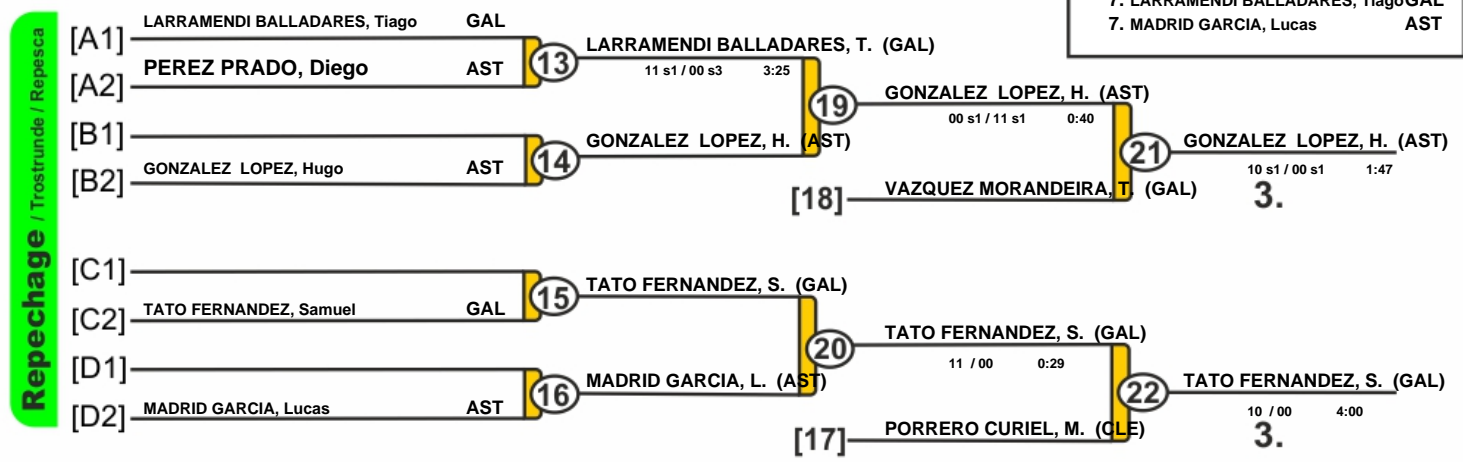 7. LARRAMENDI BALLADARES, Tiago GAL
7. MADRID GARCIA, Lucas AST
Repechage / Trostrunde / Repesca
[A1] LARRAMENDI BALLADARES, Tiago GAL
[A2] PEREZ PRADO, Diego AST
13 LARRAMENDI BALLADARES, T. (GAL)
11 s1 / 00 s3 3:25
[B1]
[B2] GONZALEZ LOPEZ, Hugo AST
14 GONZALEZ LOPEZ, H. (AST)
19 GONZALEZ LOPEZ, H. (AST)
00 s1 / 11 s1 0:40
[18] VAZQUEZ MORANDEIRA, T. (GAL)
21 GONZALEZ LOPEZ, H. (AST)
10 s1 / 00 s1 1:47
3.
[C1]
[C2] TATO FERNANDEZ, Samuel GAL
15 TATO FERNANDEZ, S. (GAL)
[D1]
[D2] MADRID GARCIA, Lucas AST
16 MADRID GARCIA, L. (AST)
20 TATO FERNANDEZ, S. (GAL)
11 / 00 0:29
[17] PORRERO CURIEL, M. (CLE)
22 TATO FERNANDEZ, S. (GAL)
10 / 00 4:00
3.